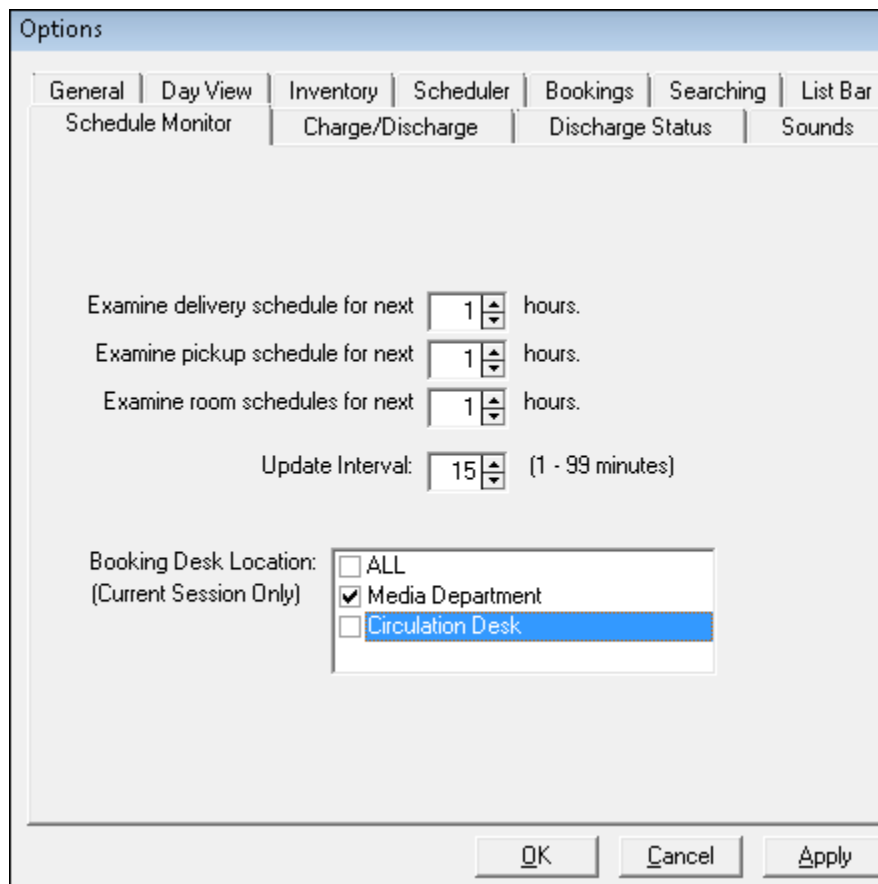 Options
General Day View Inventory Scheduler Bookings Searching List Bar
Schedule Monitor Charge/Discharge Discharge Status Sounds
Examine delivery schedule for next 1 hours.
Examine pickup schedule for next 1 hours.
Examine room schedules for next 1 hours.
Update Interval: 15 (1 - 99 minutes)
Booking Desk Location: ALL
(Current Session Only) Media Department
Circulation Desk
OK Cancel Apply